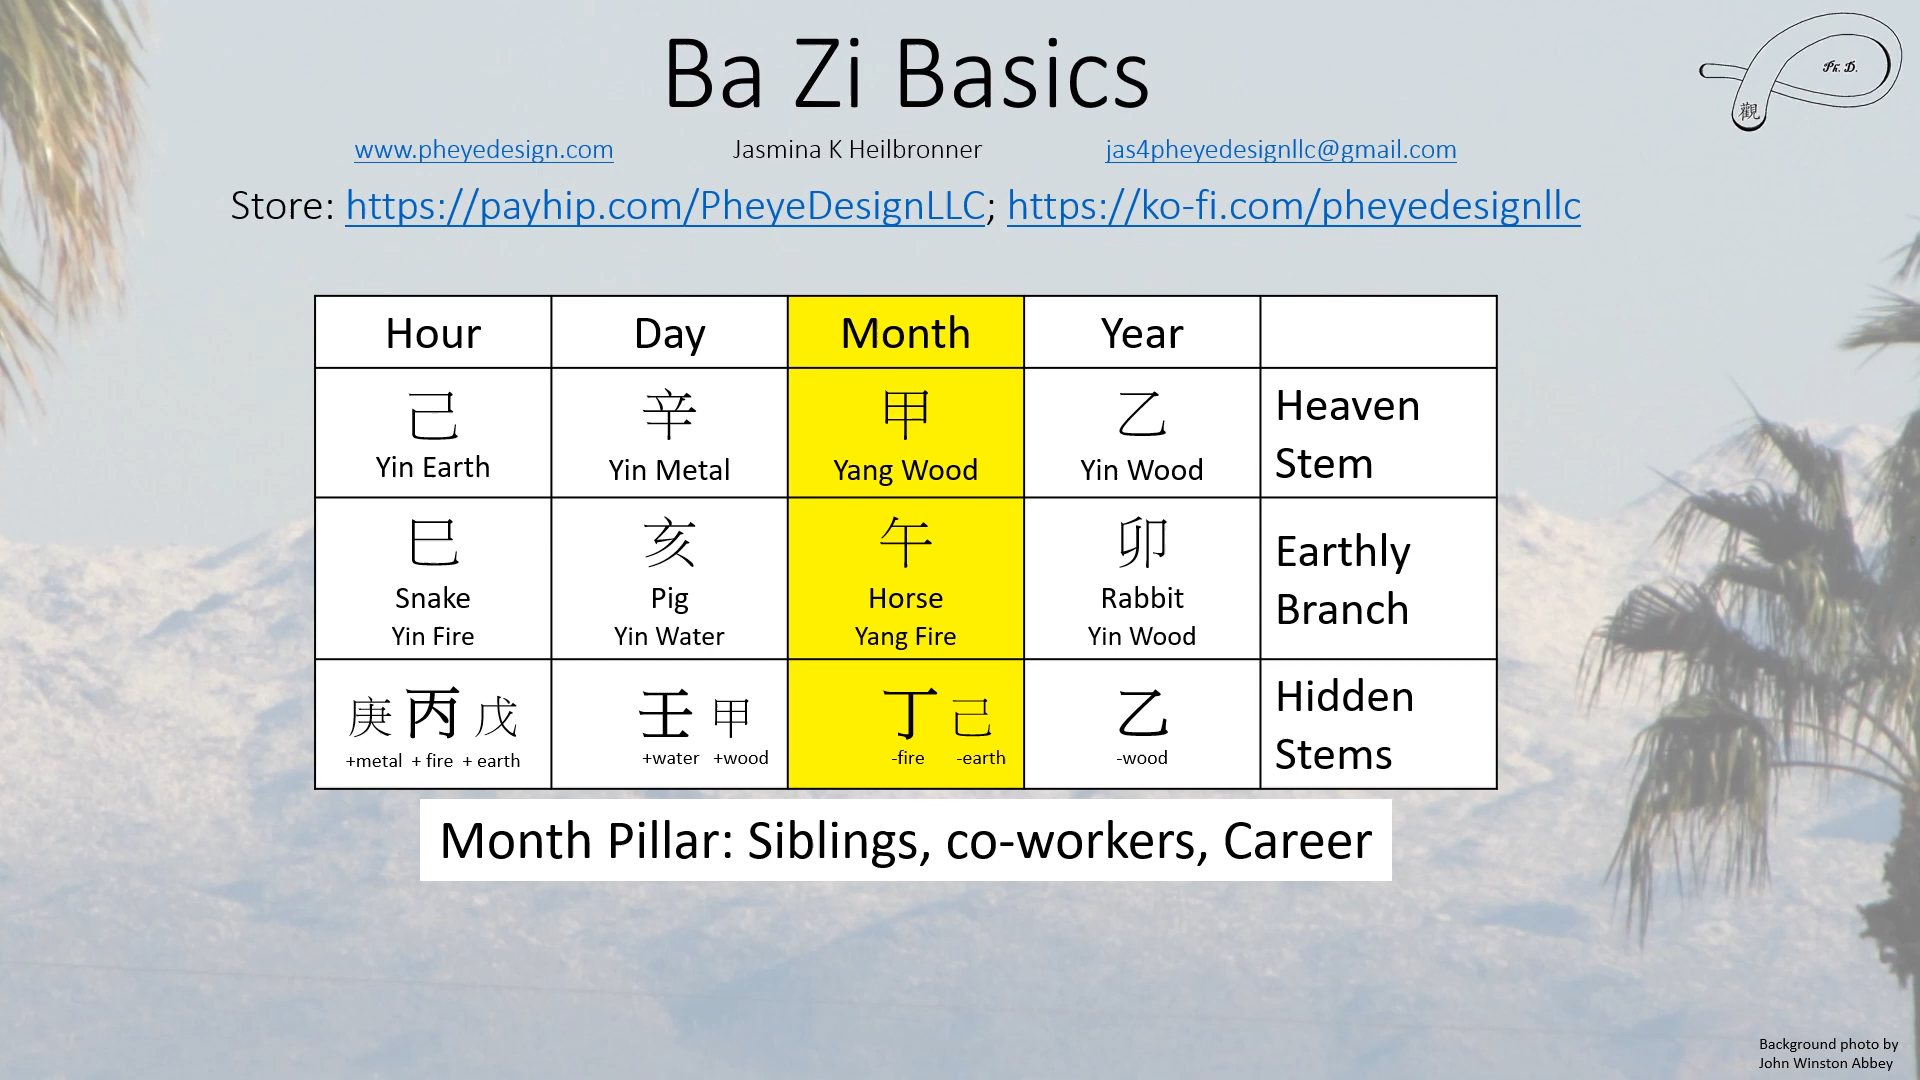 Ba Zi Basics
Ph. D.
觀
www.pheyedesign.com Jasmina K Heilbronner jas4pheyedesignllc@gmail.com
Store: https://payhip.com/PheyeDesignLLC; https://ko-fi.com/pheyedesignllc
Hour Day Month Year
己 辛 甲 乙 Heaven
Yin Earth Yin Metal Yang Wood Yin Wood Stem
巳 亥 午 卯 Earthly
Snake Pig Horse Rabbit Branch
Yin Fire Yin Water Yang Fire Yin Wood
庚 丙 戊 壬 甲 丁 己 乙 Hidden
+metal + fire + earth +water +wood -fire -earth -wood Stems
Month Pillar: Siblings, co-workers, Career
Background photo by
John Winston Abbey